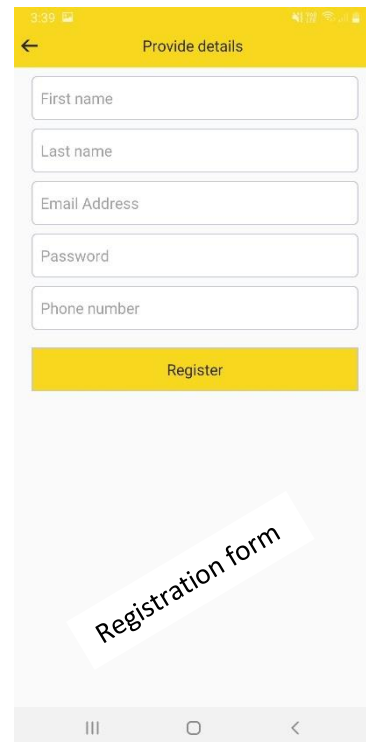 3:39
Provide details
First name
Last name
Email Address
Password
Phone number
Register
Registration form